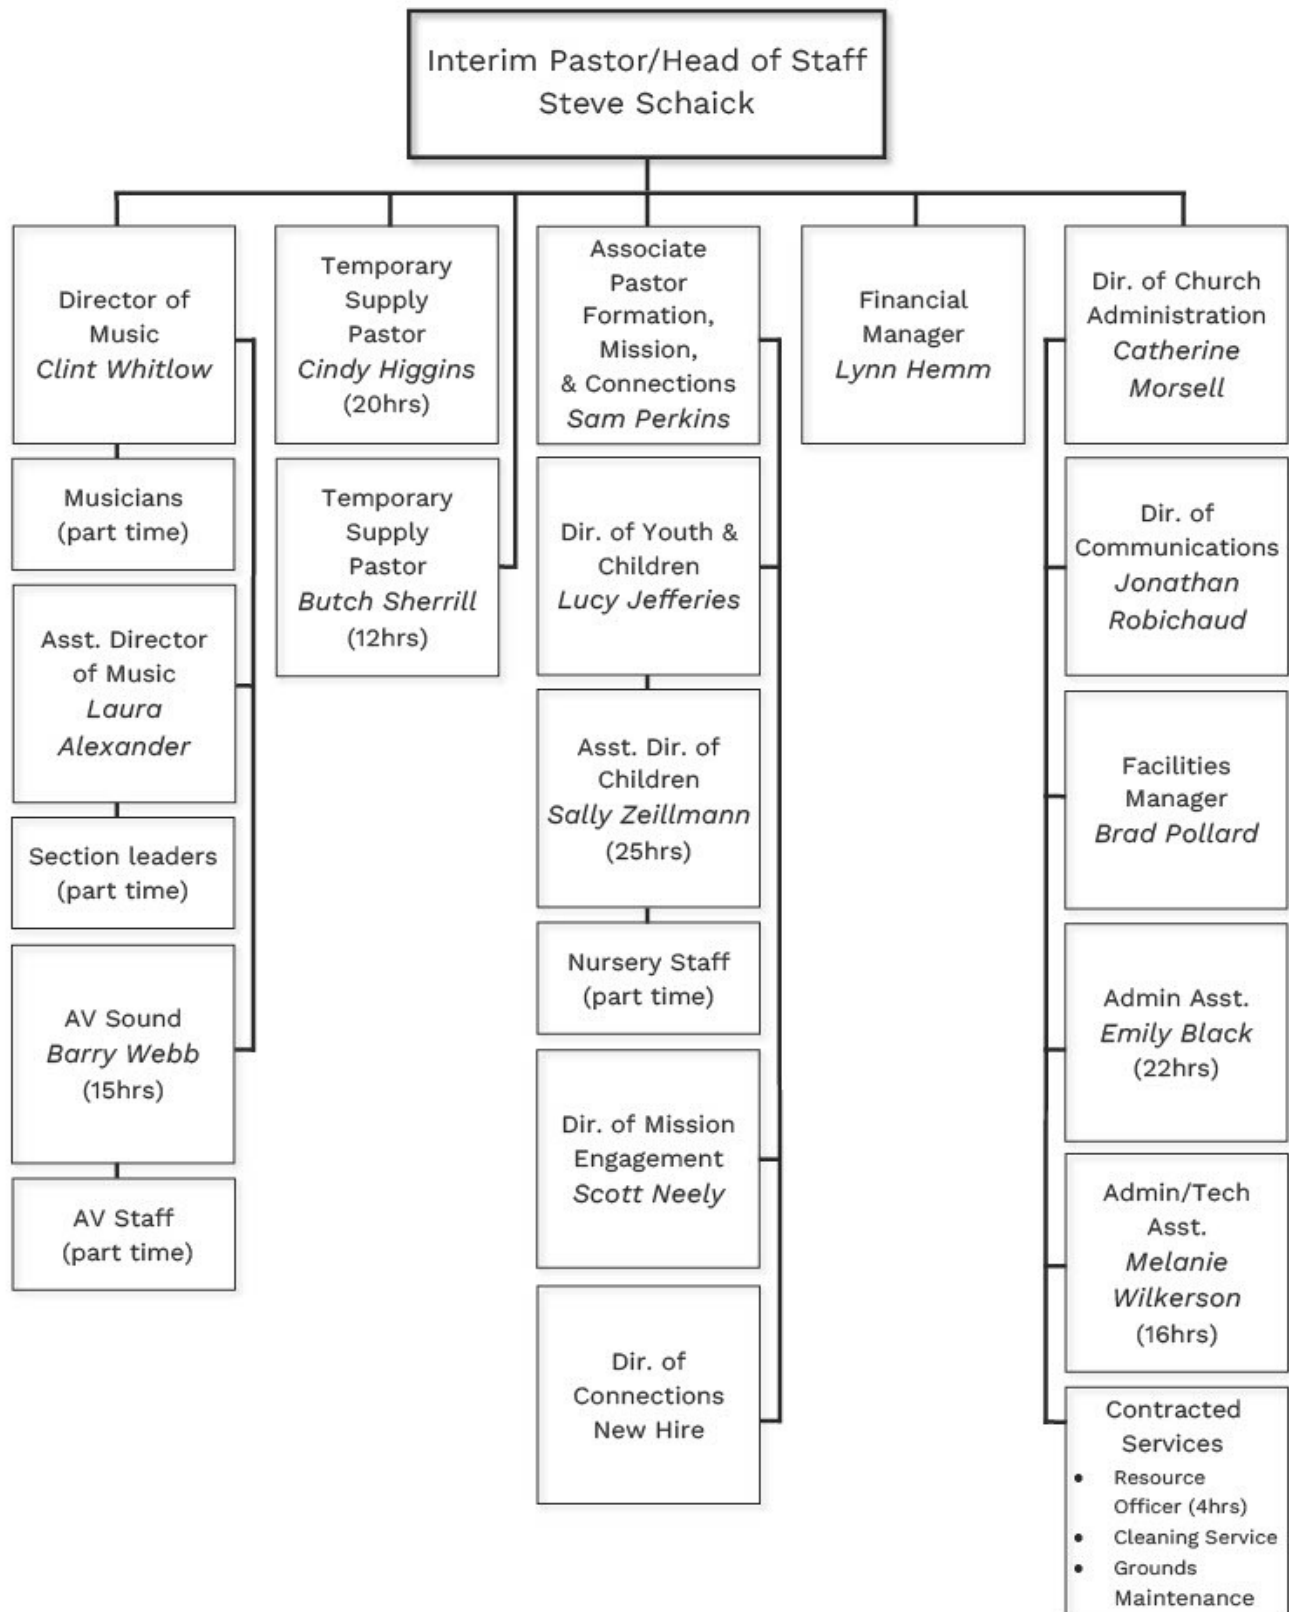 Interim Pastor/Head of Staff
Steve Schaick
Director of
Music
Clint Whitlow
Musicians
(part time)
Asst. Director
of Music
Laura
Alexander
Section leaders
(part time)
AV Sound
Barry Webb
(15hrs)
AV Staff
(part time)
Temporary
Supply
Pastor
Cindy Higgins
(20hrs)
Temporary
Supply
Pastor
Butch Sherrill
(12hrs)
Associate
Pastor
Formation,
Mission,
& Connections
Sam Perkins
Dir. of Youth &
Children
Lucy Jefferies
Asst. Dir. of
Children
Sally Zeillmann
(25hrs)
Nursery Staff
(part time)
Dir. of Mission
Engagement
Scott Neely
Dir. of
Connections
New Hire
Financial
Manager
Lynn Hemm
Dir. of Church
Administration
Catherine
Morsell
Dir. of
Communications
Jonathan
Robichaud
Facilities
Manager
Brad Pollard
Admin Asst.
Emily Black
(22hrs)
Admin/Tech
Asst.
Melanie
Wilkerson
(16hrs)
Contracted
Services
• Resource
Officer (4hrs)
• Cleaning Service
• Grounds
Maintenance